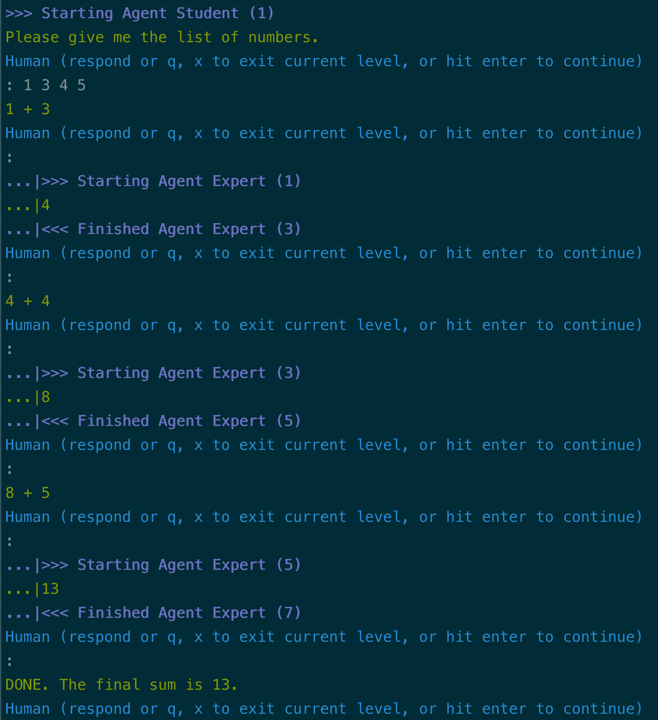 >>> Starting Agent Student (1)
Please give me the list of numbers.
Human (respond or q, x to exit current level, or hit enter to continue)
: 1 3 4 5
1 + 3
Human (respond or q, x to exit current level, or hit enter to continue)
:
...|>>> Starting Agent Expert (1)
...|4
...|<<< Finished Agent Expert (3)
Human (respond or q, x to exit current level, or hit enter to continue)
:
4 + 4
Human (respond or q, x to exit current level, or hit enter to continue)
:
...|>>> Starting Agent Expert (3)
...|8
...|<<< Finished Agent Expert (5)
Human (respond or q, x to exit current level, or hit enter to continue)
:
8 + 5
Human (respond or q, x to exit current level, or hit enter to continue)
:
...|>>> Starting Agent Expert (5)
...|13
...|<<< Finished Agent Expert (7)
Human (respond or q, x to exit current level, or hit enter to continue)
:
DONE. The final sum is 13.
Human (respond or q, x to exit current level, or hit enter to continue)